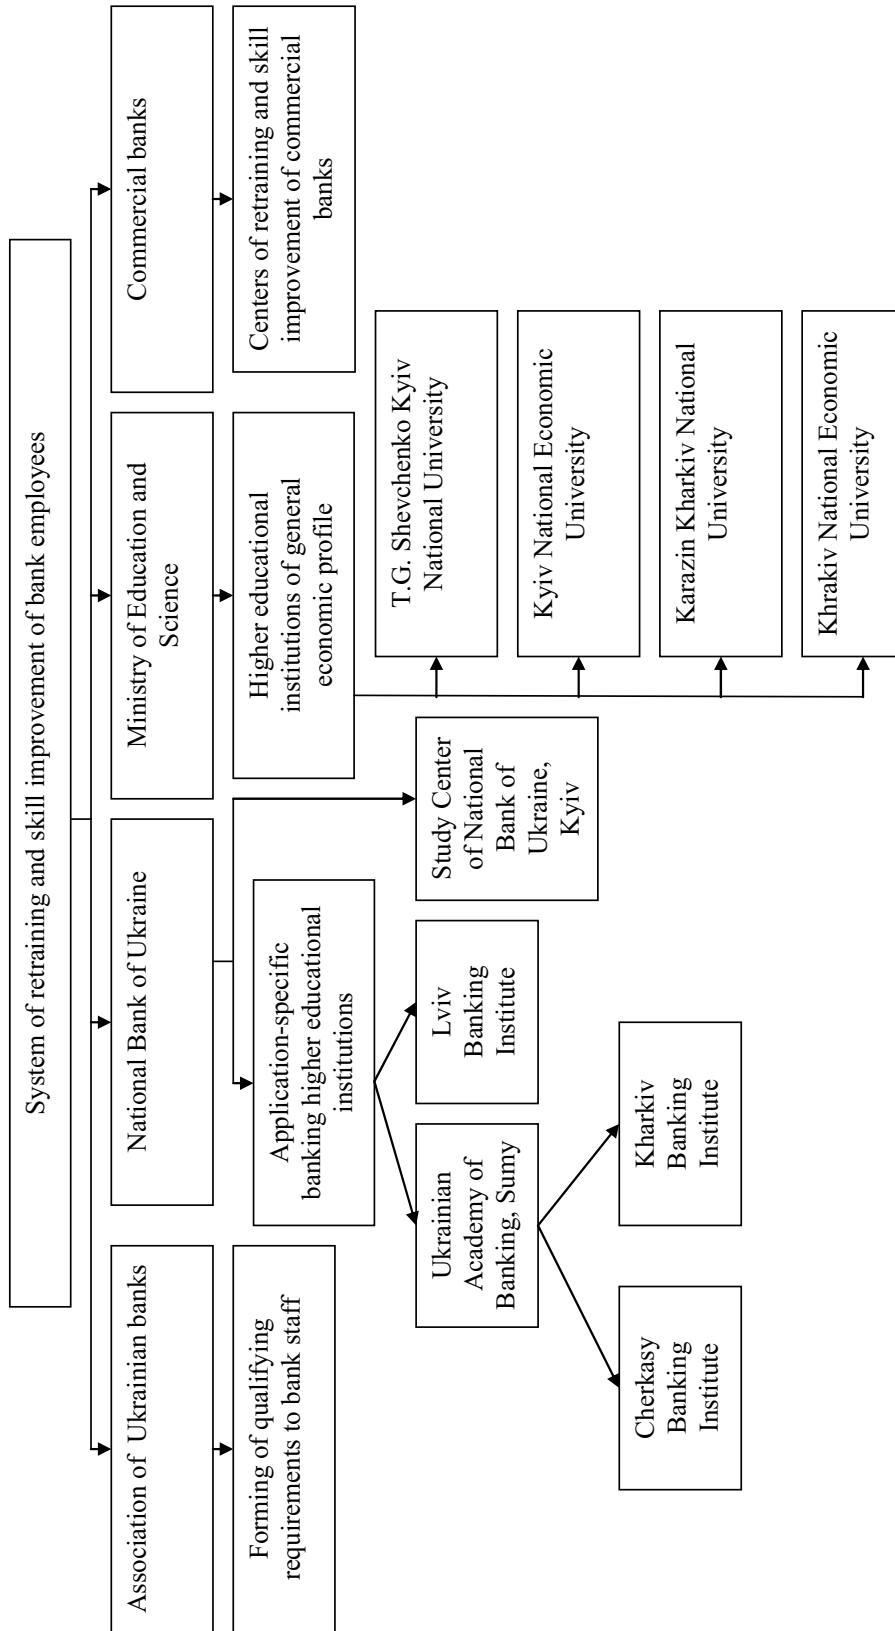 System of retraining and skill improvement of bank employees
Association of Ukrainian banks
National Bank of Ukraine
Ministry of Education and
Science
Commercial banks
Forming of qualifying
requirements to bank staff
Application-specific
banking higher educational
institutions
Higher educational
institutions of general
economic profile
Centers of retraining and skill
improvement of commercial
banks
Ukrainian
Academy of
Banking, Sumy
Lviv
Banking
Institute
Study Center
of National
Bank of
Ukraine,
Kyiv
T.G. Shevchenko Kyiv
National University
Kyiv National Economic
University
Karazin Kharkiv National
University
Khrakiv National Economic
University
Cherkasy
Banking
Institute
Kharkiv
Banking
Institute